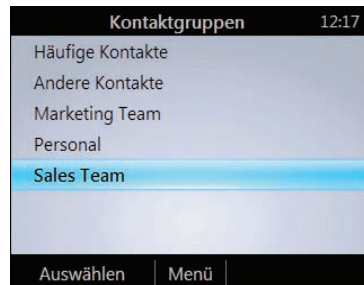 Kontaktgruppen 12:17
Häufige Kontakte
Andere Kontakte
Marketing Team
Personal
Sales Team
Auswählen Menü